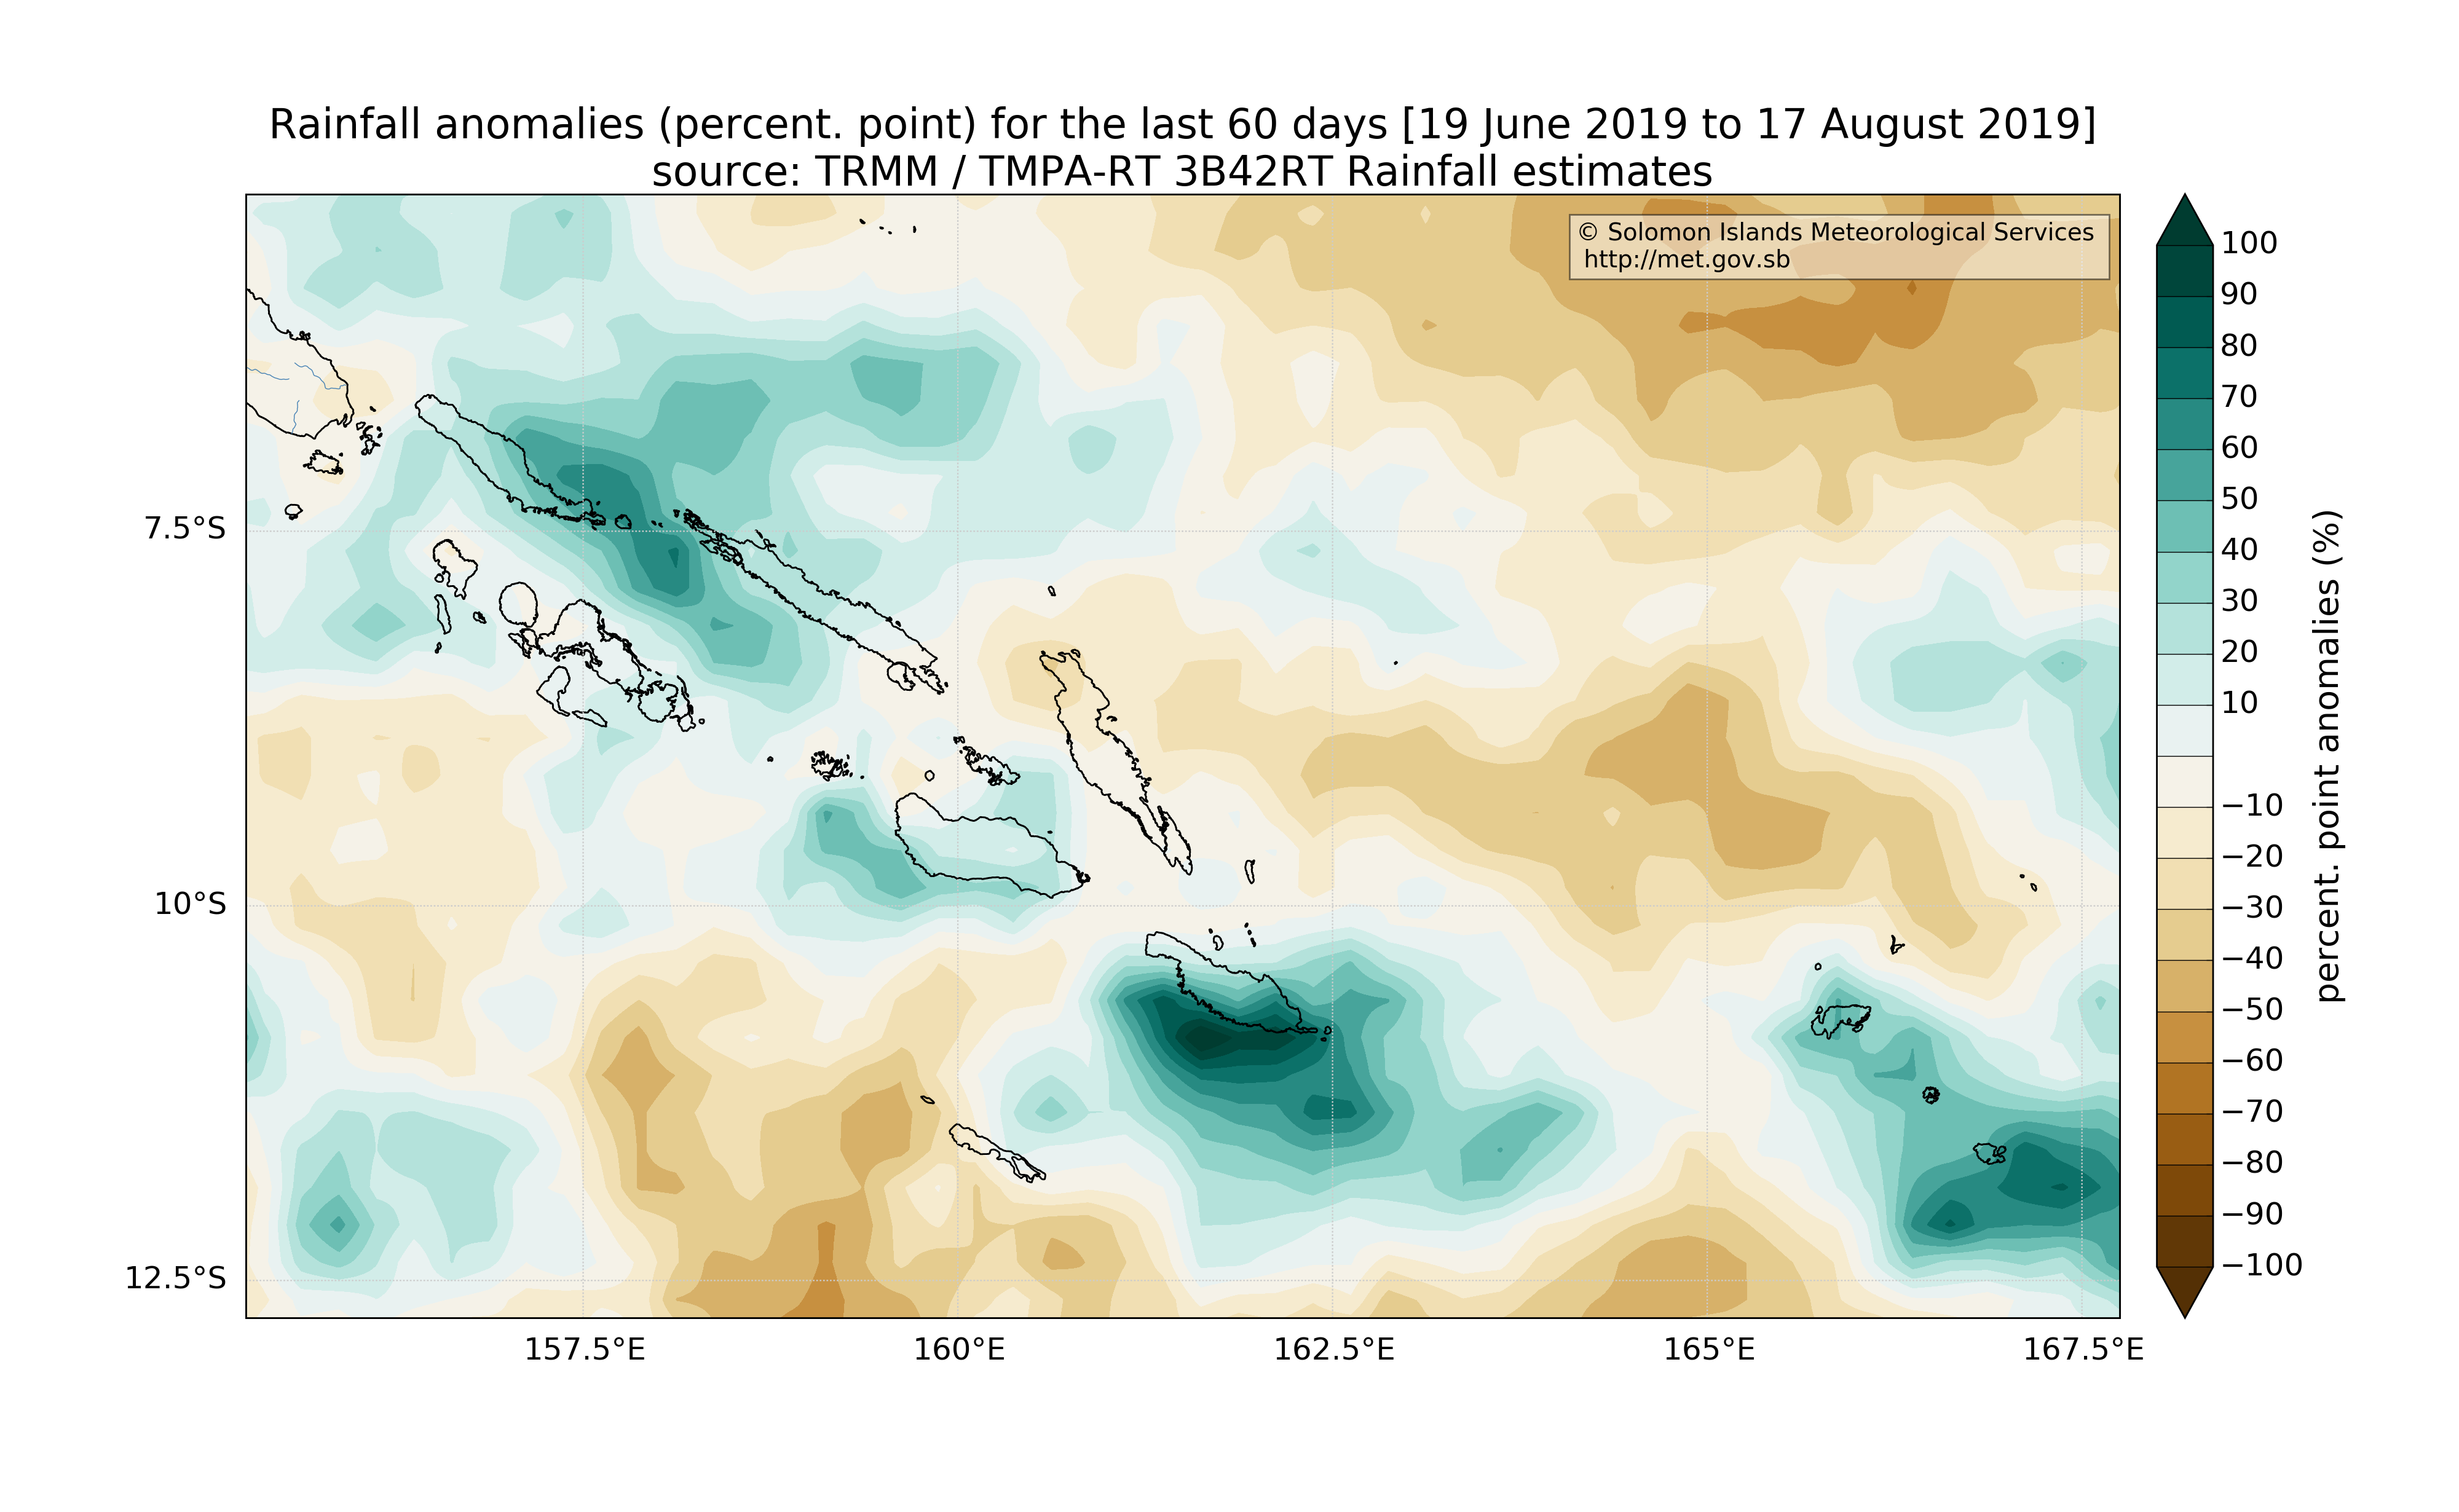 Rainfall anomalies (percent. point) for the last 60 days [19 June 2019 to 17 August 2019]
source: TRMM / TMPA-RT 3B42RT Rainfall estimates
© Solomon Islands Meteorological Services
http://met.gov.sb
7.5°S
10°S
12.5°S
157.5°E
160°E
162.5°E
165°E
167.5°E
100
90
80
70
60
50
40
30
20
10
−10
−20
−30
−40
−50
−60
−70
−80
−90
−100
percent. point anomalies (%)